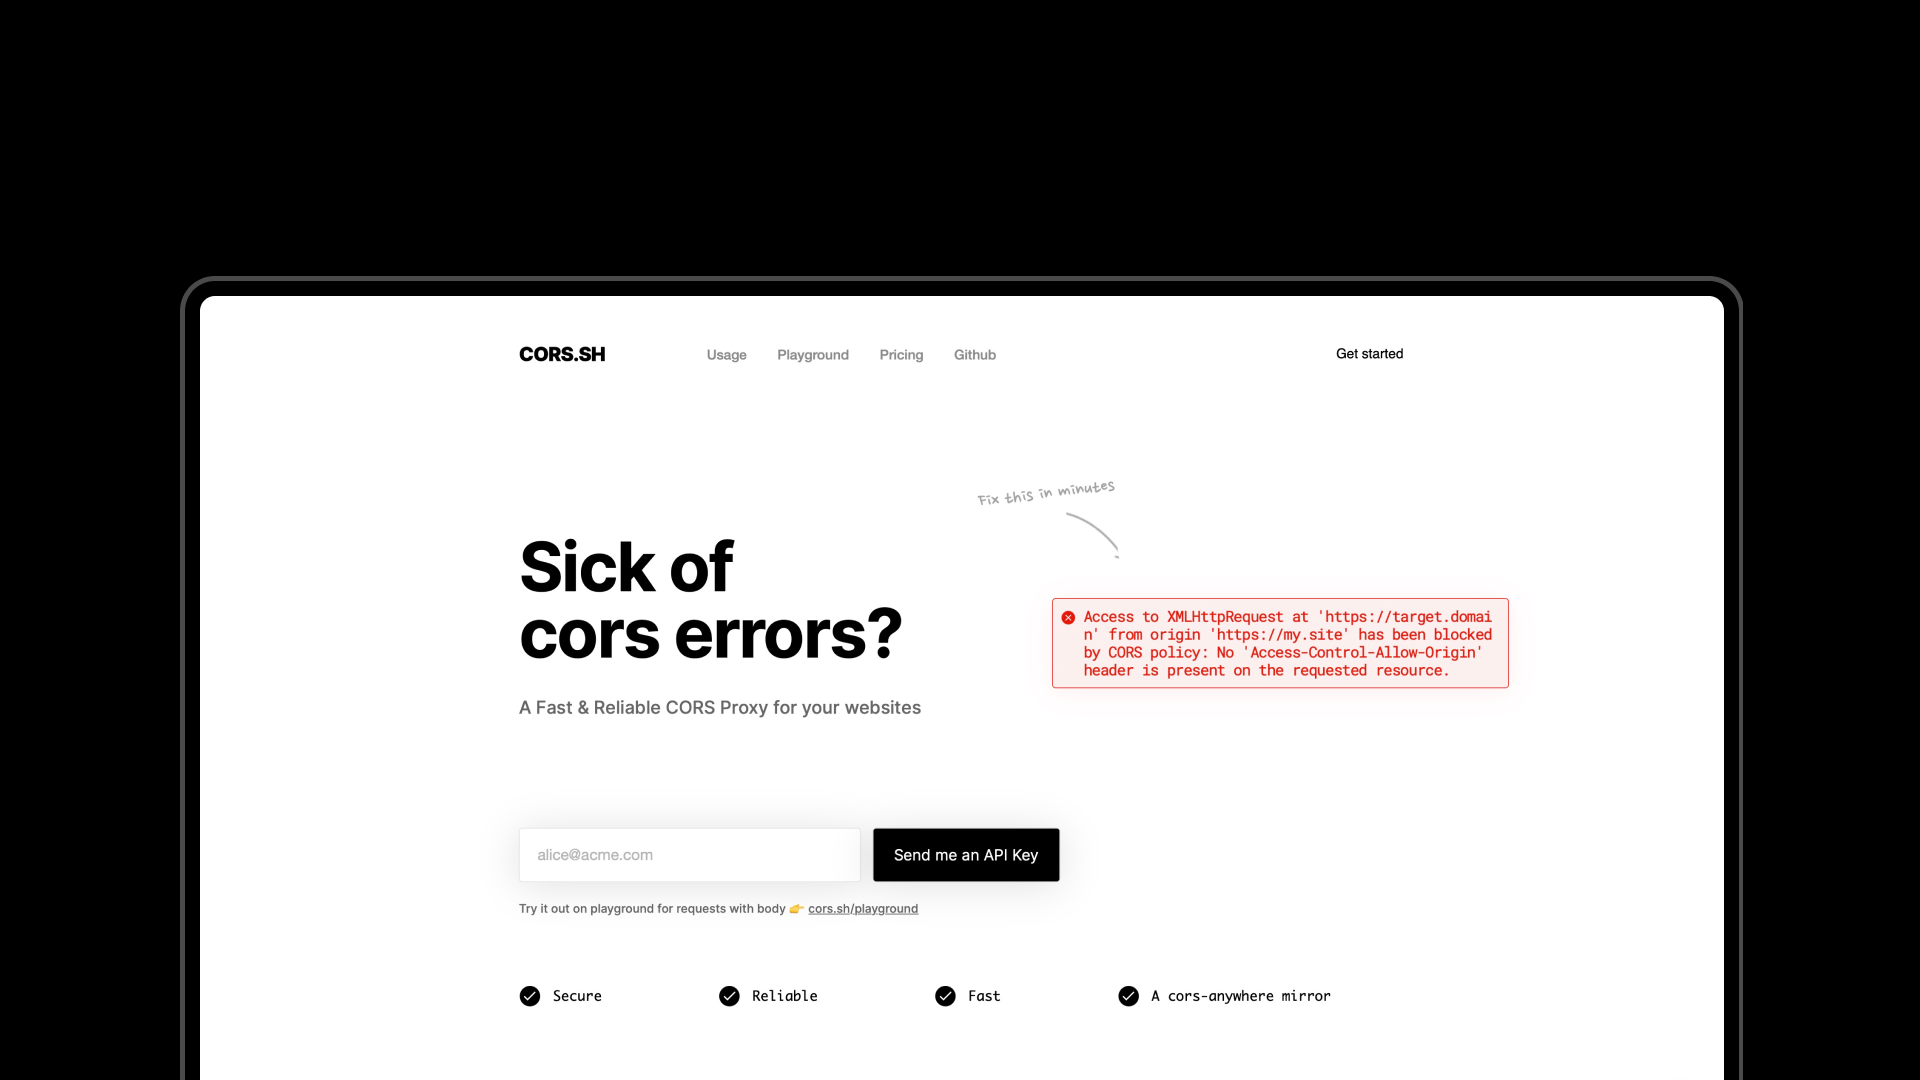 CORS.SH
Usage
Playground
Pricing
Github
Get started
Fix this in minutes
Sick of
cors errors?
A Fast & Reliable CORS Proxy for your websites
Access to XMLHttpRequest at 'https://target.domai
n' from origin 'https://my.site' has been blocked
by CORS policy: No 'Access-Control-Allow-Origin'
header is present on the requested resource.
alice@acme.com
Send me an API Key
Try it out on playground for requests with body 👉 cors.sh/playground
Secure
Reliable
Fast
A cors-anywhere mirror